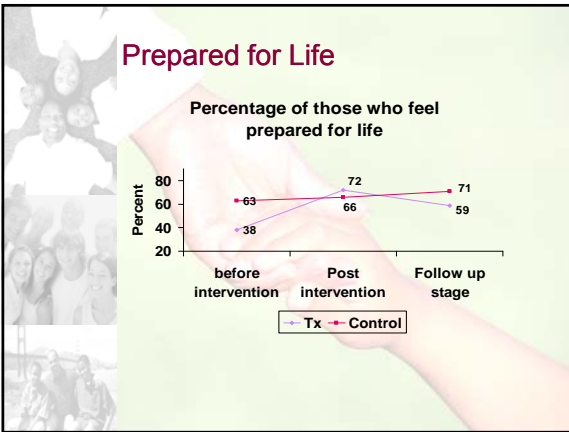 Prepared for Life
Percentage of those who feel
prepared for life
Percent
80
60
40
20
63
38
72
66
71
59
before
intervention
Post
intervention
Follow up
stage
Tx Control